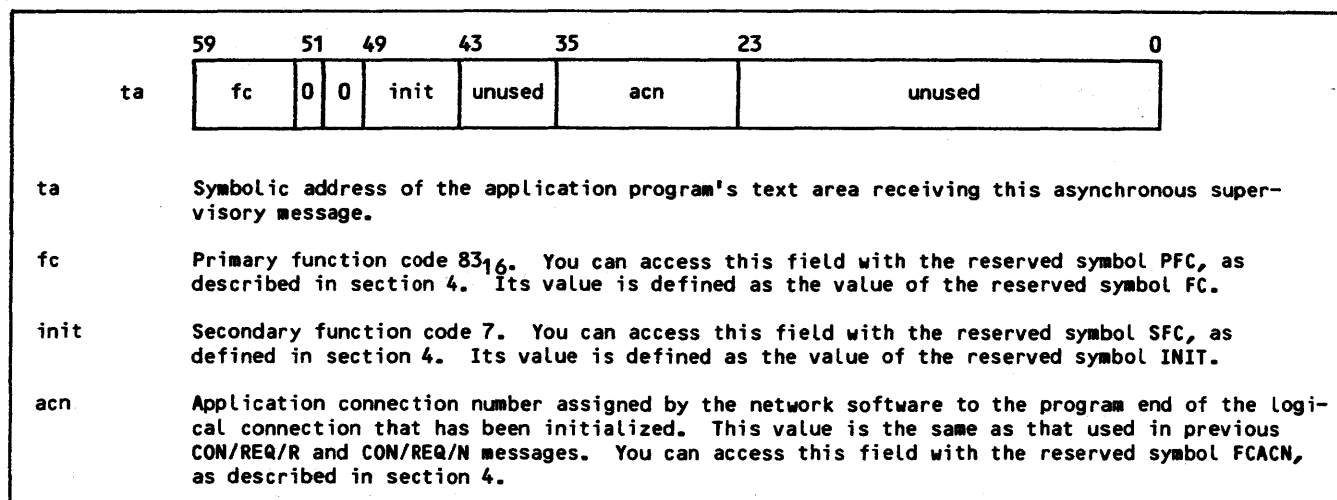 59 51 49 43 35 23 0
ta fc 0 0 init unused acn unused
ta Symbolic address of the application program's text area receiving this asynchronous super-
visory message.
fc Primary function code 8316. You can access this field with the reserved symbol PFC, as
described in section 4. Its value is defined as the value of the reserved symbol FC.
init Secondary function code 7. You can access this field with the reserved symbol SFC, as
defined in section 4. Its value is defined as the value of the reserved symbol INIT.
acn Application connection number assigned by the network software to the program end of the logi-
cal connection that has been initialized. This value is the same as that used in previous
CON/REQ/R and CON/REQ/N messages. You can access this field with the reserved symbol FCACN,
as described in section 4.